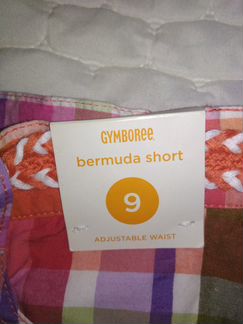 GYMBOREE
bermuda short
9
ADJUSTABLE WAIST